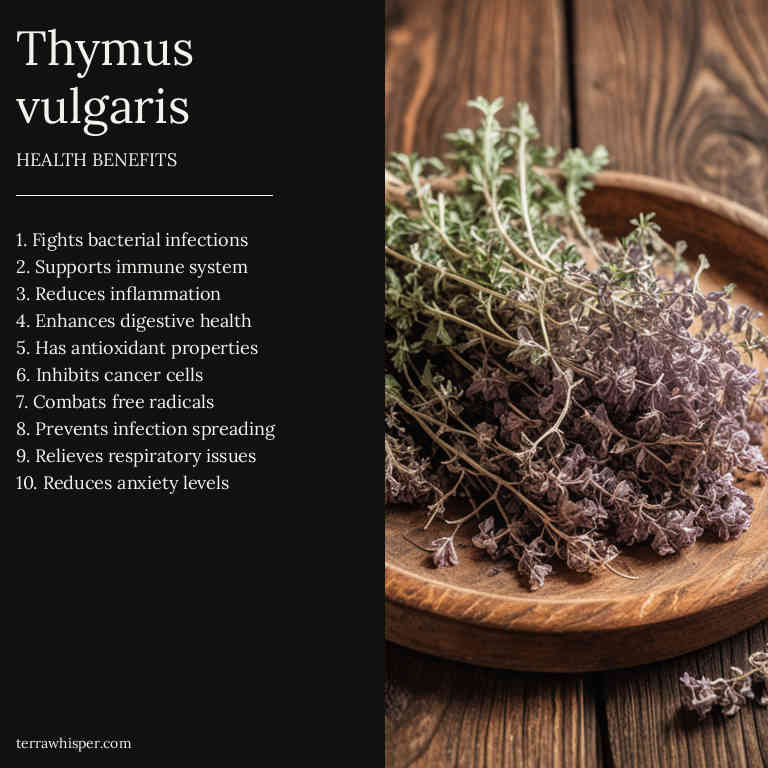 Thymus
vulgaris
HEALTH BENEFITS
1. Fights bacterial infections
2. Supports immune system
3. Reduces inflammation
4. Enhances digestive health
5. Has antioxidant properties
6. Inhibits cancer cells
7. Combats free radicals
8. Prevents infection spreading
9. Relieves respiratory issues
10. Reduces anxiety levels
terrawhisper.com